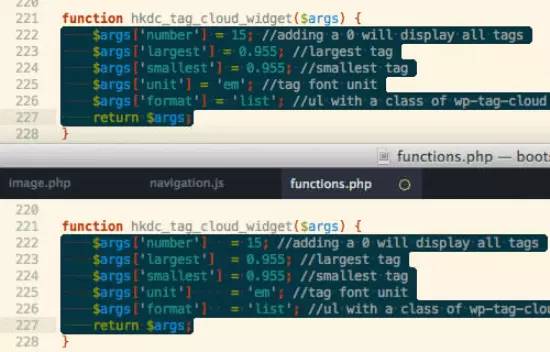 220
221 function hkdc_tag_cloud_widget($args) {
222 $args['number'] = 15; //adding a 0 will display all tags
223 $args['largest'] = 0.955; //largest tag
224 $args['smallest'] = 0.955; //smallest tag
225 $args['unit'] = 'em'; //tag font unit
226 $args['format'] = 'list'; //ul with a class of wp-tag-cloud
227 return $args;
228 }
functions.php — boots
image.php navigation.js functions.php
220
221 function hkdc_tag_cloud_widget($args) {
222 $args['number'] = 15; //adding a 0 will display all tags
223 $args['largest'] = 0.955; //largest tag
224 $args['smallest'] = 0.955; //smallest tag
225 $args['unit'] = 'em'; //tag font unit
226 $args['format'] = 'list'; //ul with a class of wp-tag-clou
227 return $args;
228 }